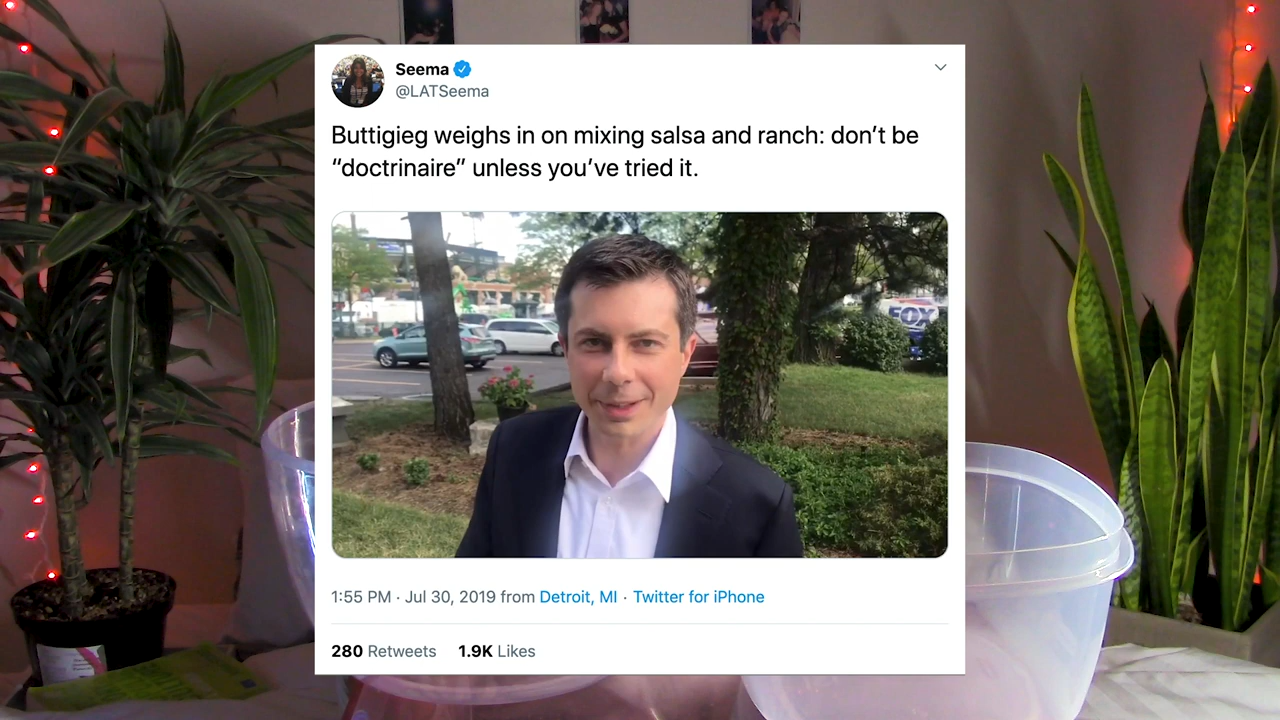 Seema
@LATSeema
Buttigieg weighs in on mixing salsa and ranch: don’t be
“doctrinaire” unless you’ve tried it.
FOX
1:55 PM · Jul 30, 2019 from Detroit, MI · Twitter for iPhone
280 Retweets 1.9K Likes